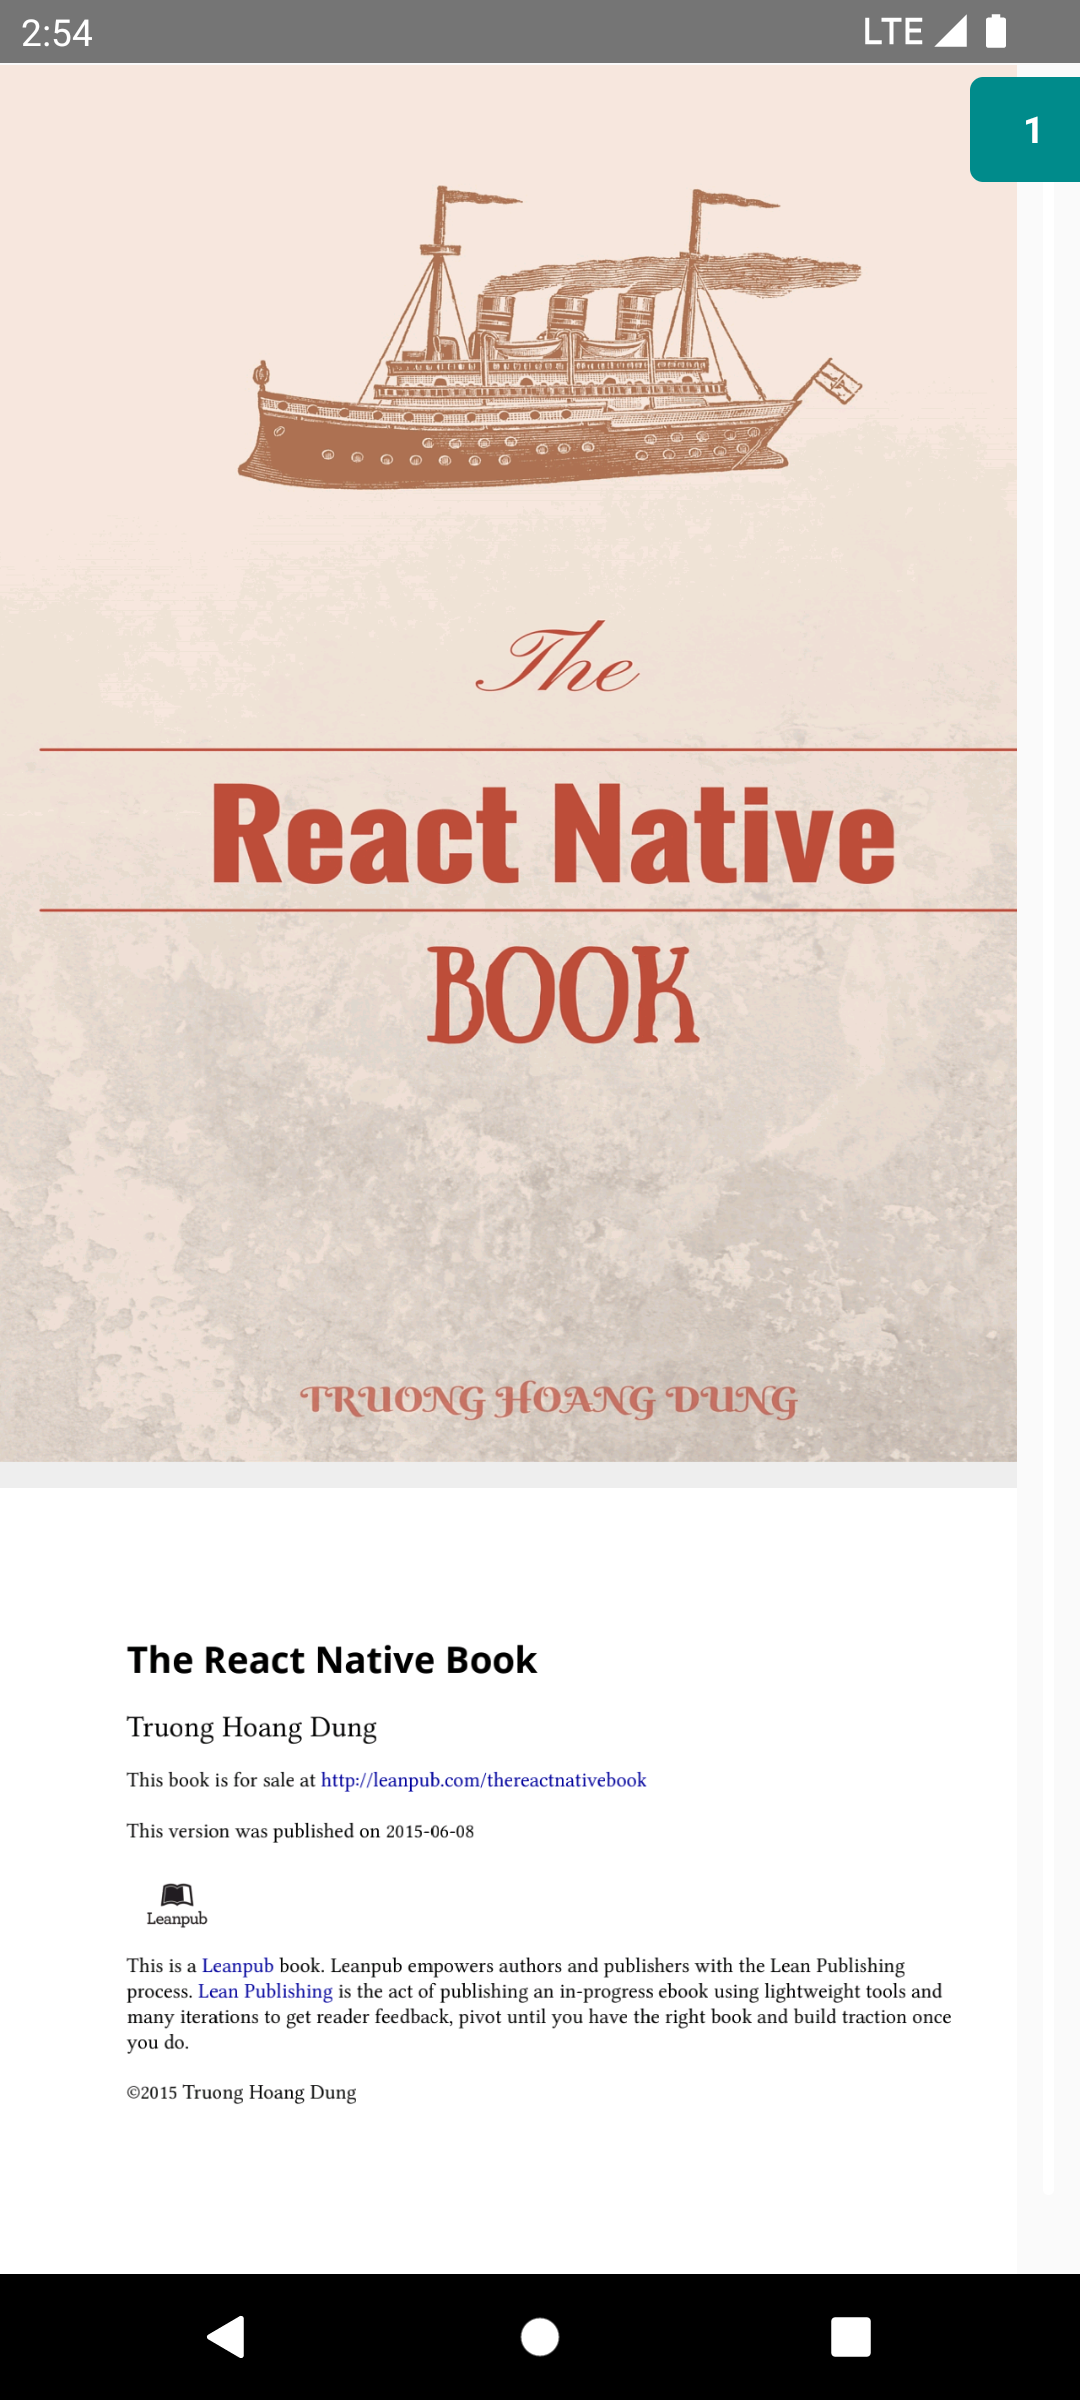 2:54
LTE
1
The
React Native
BOOK
TRUONG HOANG DUNG
The React Native Book
Truong Hoang Dung
This book is for sale at http://leanpub.com/thereactnativebook
This version was published on 2015-06-08
Leanpub
This is a Leanpub book. Leanpub empowers authors and publishers with the Lean Publishing
process. Lean Publishing is the act of publishing an in-progress ebook using lightweight tools and
many iterations to get reader feedback, pivot until you have the right book and build traction once
you do.
©2015 Truong Hoang Dung